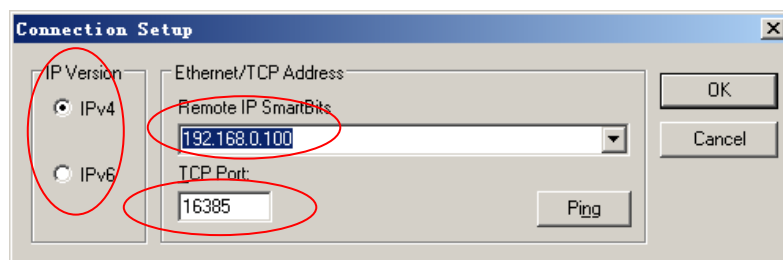 Connection Setup
IP Version
IPv4
IPv6
Ethernet/TCP Address
Remote IP SmartBits
192.168.0.100
TCP Port:
16385
Ping
OK
Cancel